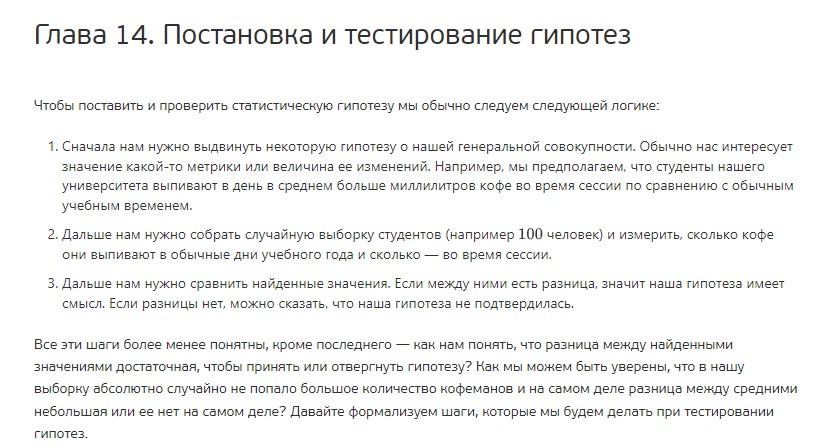 Глава 14. Постановка и тестирование гипотез
Чтобы поставить и проверить статистическую гипотезу мы обычно следуем следующей логике:
1. Сначала нам нужно выдвинуть некоторую гипотезу о нашей генеральной совокупности. Обычно нас интересует
значение какой-то метрики или величина ее изменений. Например, мы предполагаем, что студенты нашего
университета выпивают в день в среднем больше миллилитров кофе во время сессии по сравнению с обычным
учебным временем.
2. Дальше нам нужно собрать случайную выборку студентов (например 100 человек) и измерить, сколько кофе
они выпивают в обычные дни учебного года и сколько — во время сессии.
3. Дальше нам нужно сравнить найденные значения. Если между ними есть разница, значит наша гипотеза имеет
смысл. Если разницы нет, можно сказать, что наша гипотеза не подтвердилась.
Все эти шаги более менее понятны, кроме последнего — как нам понять, что разница между найденными
значениями достаточная, чтобы принять или отвергнуть гипотезу? Как мы можем быть уверены, что в нашу
выборку абсолютно случайно не попало большое количество кофеманов и на самом деле разница между средними
небольшая или ее нет на самом деле? Давайте формализуем шаги, которые мы будем делать при тестировании
гипотез.